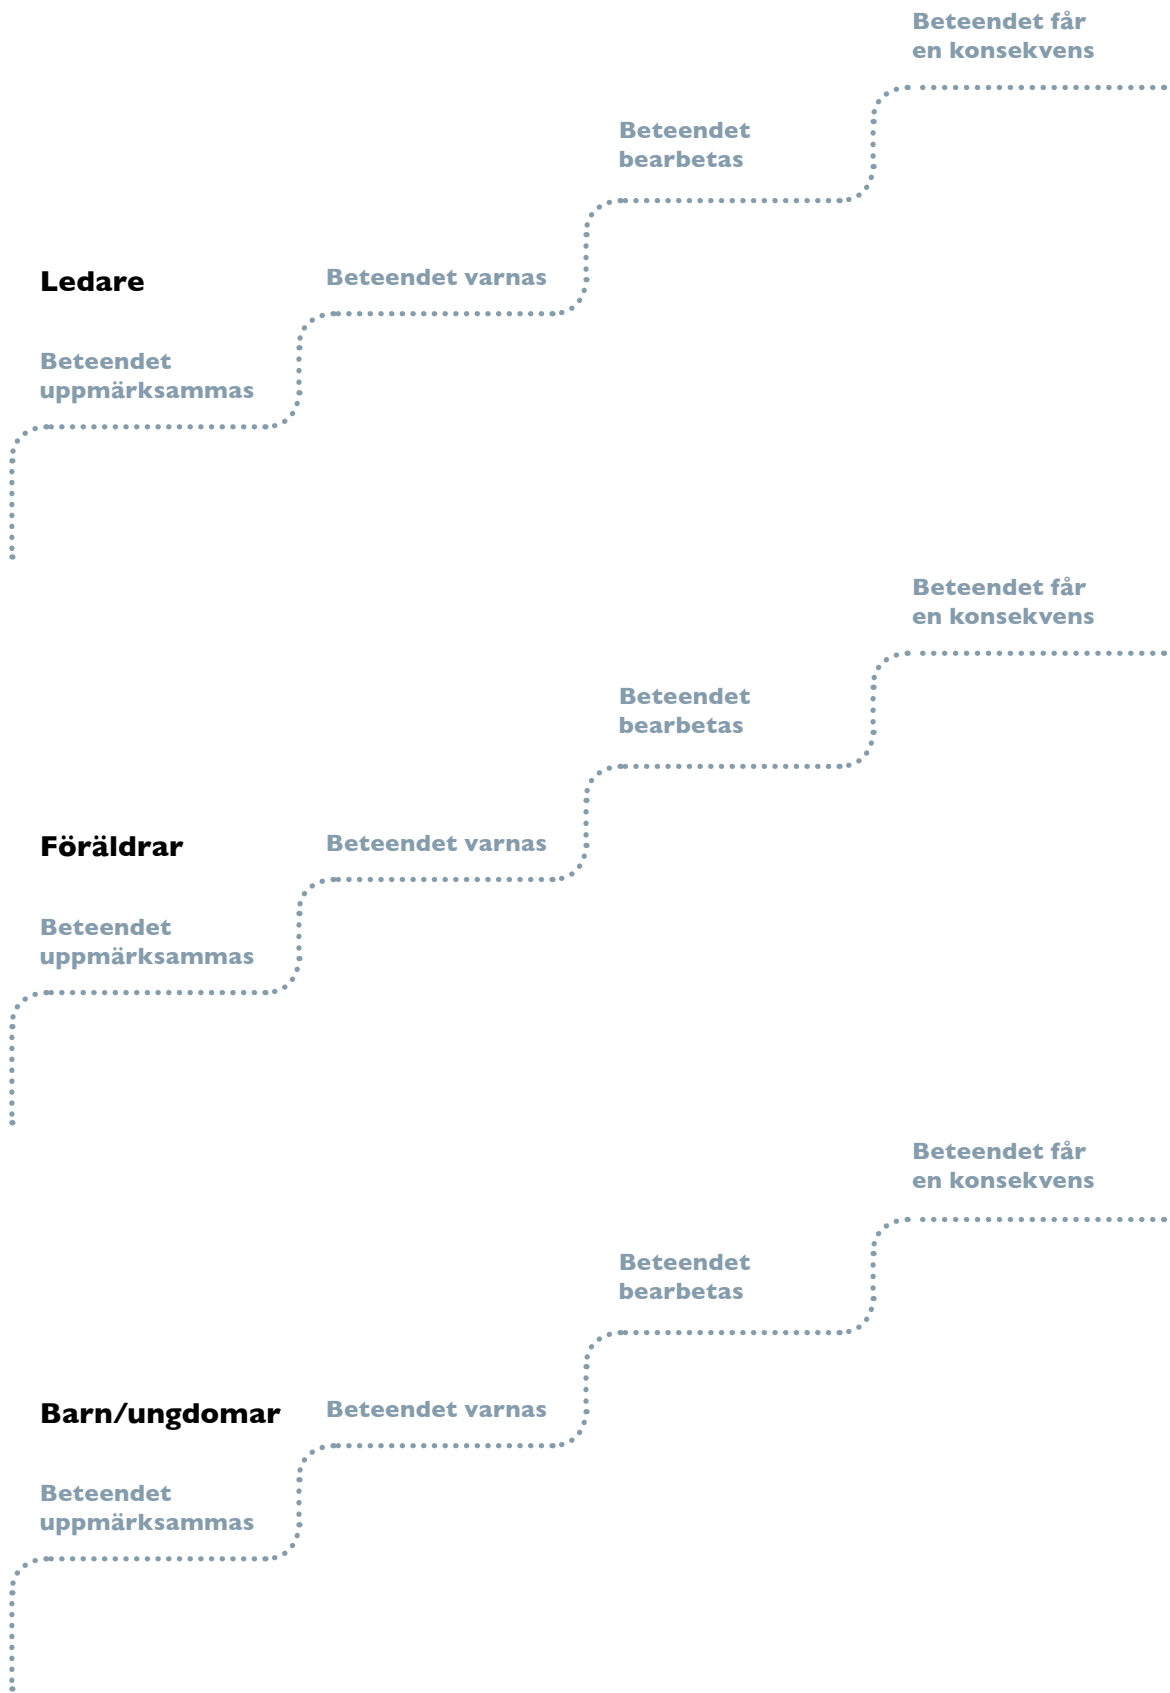 Beteendet får
en konsekvens
Beteendet
bearbetas
Ledare
Beteendet varnas
Beteendet
uppmärksammas
Beteendet får
en konsekvens
Beteendet
bearbetas
Föräldrar
Beteendet varnas
Beteendet
uppmärksammas
Beteendet får
en konsekvens
Beteendet
bearbetas
Barn/ungdomar
Beteendet varnas
Beteendet
uppmärksammas